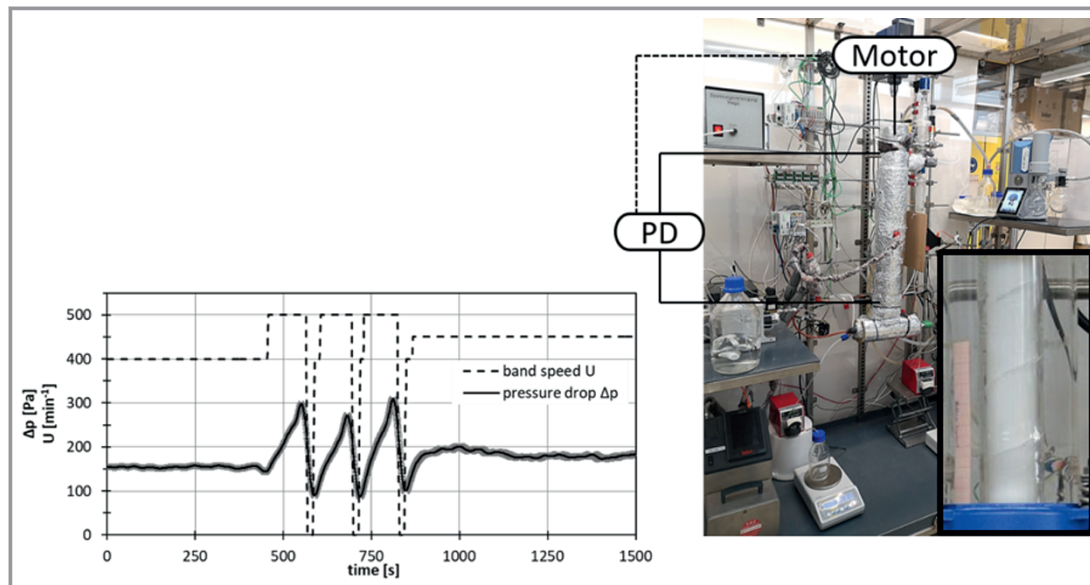 Motor
PD
500
400
300
200
100
0
Δp [Pa]
U [min⁻¹]
band speed U
pressure drop Δp
0
250
500
750
1000
1250
1500
time [s]